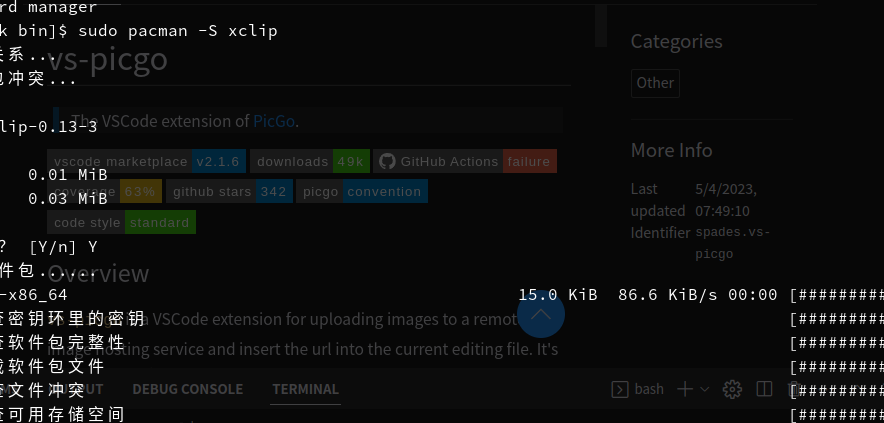 rd manager
k bin]$ sudo pacman -S xclip
关系...
vs-picgo
包冲突...
Categories
Other
The VSCode extension of PicGo.
lip-0.13-3
vscode marketplace v2.1.6 downloads 49k GitHub Actions failure
More Info
0.01 MiB
coverage 63% github stars 342 picgo convention
0.03 MiB
Last updated 5/4/2023, 07:49:10
code style standard
Identifier spades.vs-picgo
? [Y/n] Y
件包......
Overview
-x86_64 15.0 KiB 86.6 KiB/s 00:00 [#########
查密钥环里的密钥 [#########
a VSCode extension for uploading images to a remot
查软件包完整性 [#########
image hosting service and insert the url into the current editing file. It's
载软件包文件 [#########
查文件冲突 [#########
DEBUG CONSOLE TERMINAL bash
查可用存储空间 [#########